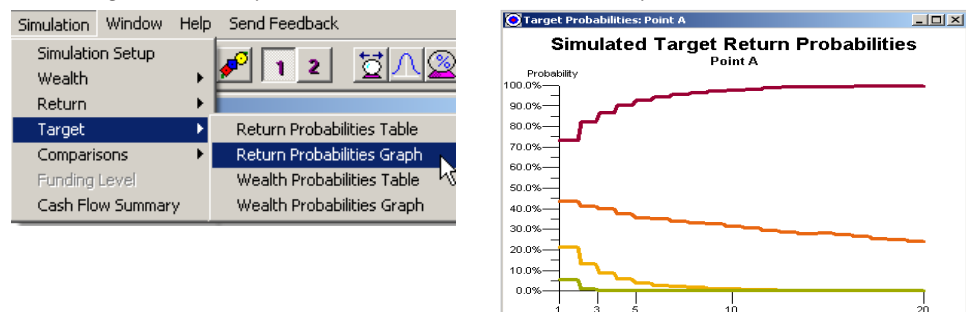 Simulation Window Help Send Feedback
Simulation Setup
Wealth
Return
Target
Comparisons
Funding Level
Cash Flow Summary
1 2
Return Probabilities Table
Return Probabilities Graph
Wealth Probabilities Table
Wealth Probabilities Graph
Target Probabilities: Point A
Simulated Target Return Probabilities
Point A
Probability
100.0%
90.0%
80.0%
70.0%
60.0%
50.0%
40.0%
30.0%
20.0%
10.0%
0.0%
1 3 5 10 20